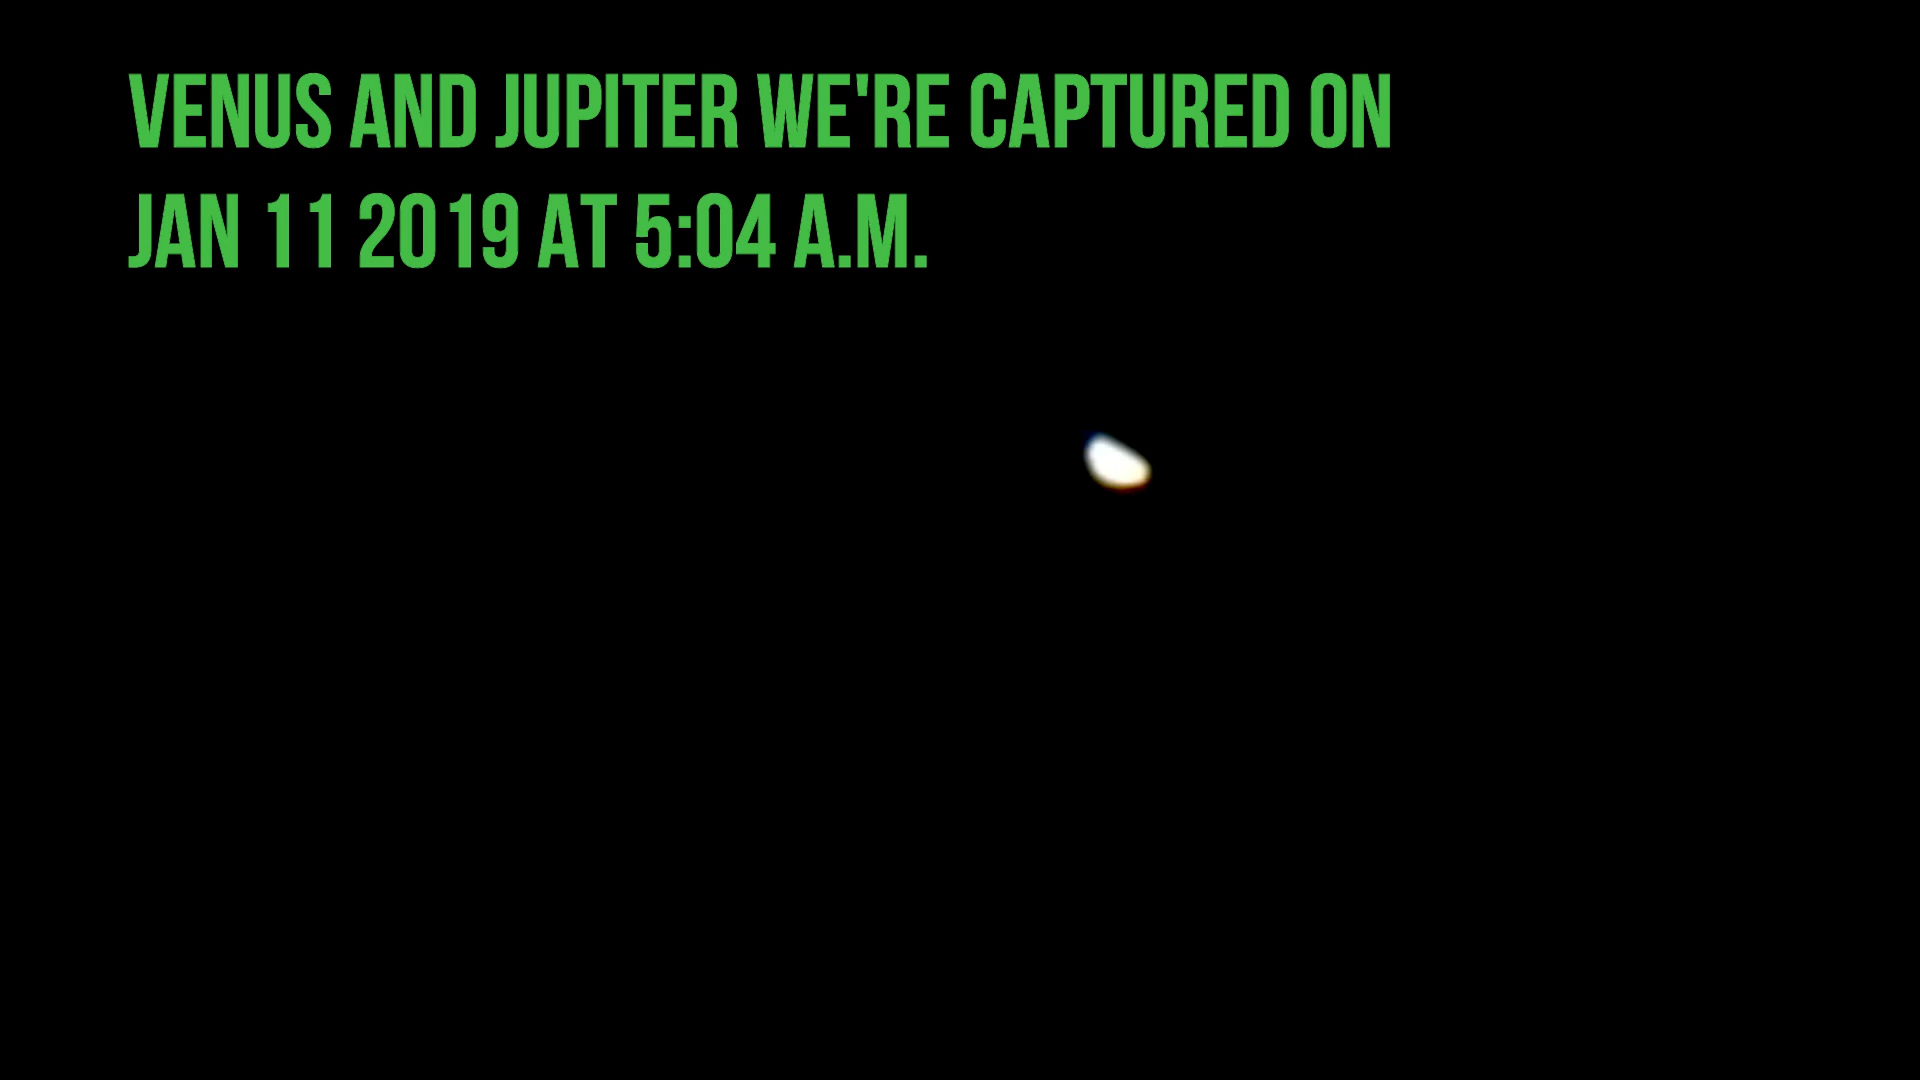 VENUS AND JUPITER WE'RE CAPTURED ON
JAN 11 2019 AT 5:04 A.M.